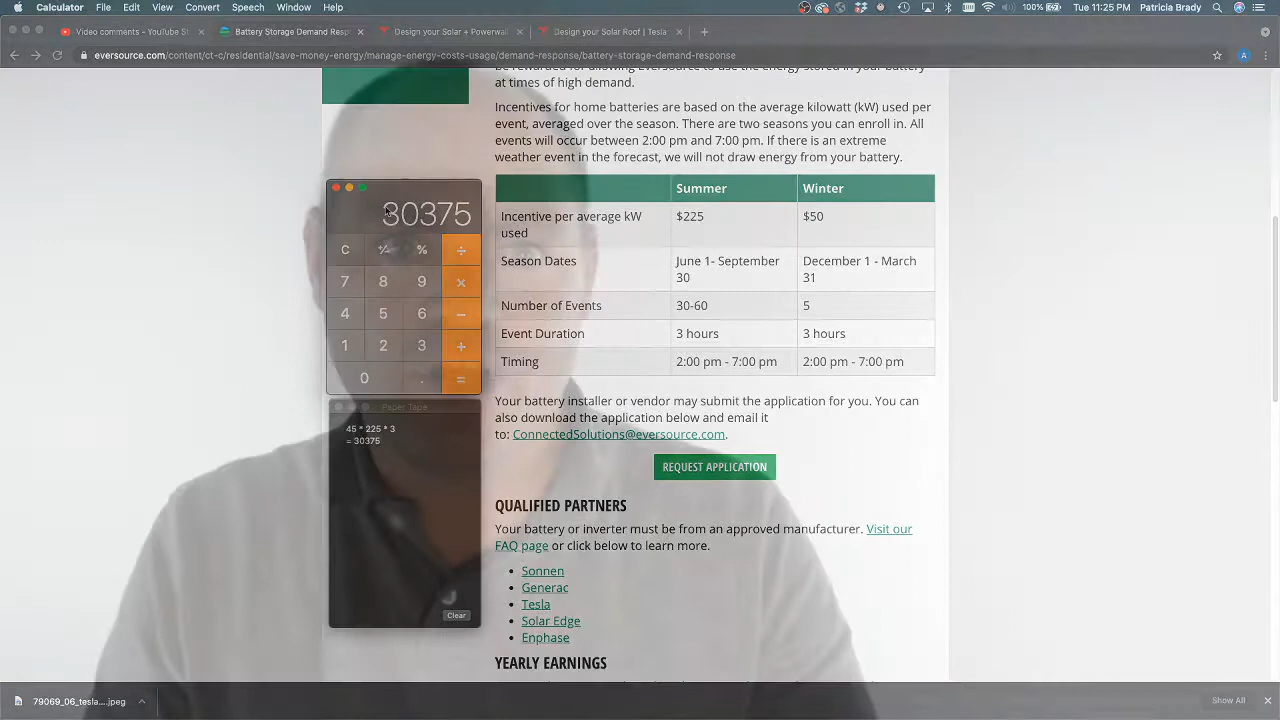 Calculator File Edit View Convert Speech Window Help 100% Tue 11:25 PM Patricia Brady
Video comments - YouTube St
Battery Storage Demand Resp
Design your Solar + Powerwall
Design your Solar Roof | Tesla
eversource.com/content/ct-c/residential/save-money-energy/manage-energy-costs-usage/demand-response/battery-storage-demand-response
A
at times of high demand.
Incentives for home batteries are based on the average kilowatt (kW) used per
event, averaged over the season. There are two seasons you can enroll in. All
events will occur between 2:00 pm and 7:00 pm. If there is an extreme
weather event in the forecast, we will not draw energy from your battery.
Summer Winter
Incentive per average kW
used
$225 $50
Season Dates
June 1- September
30
December 1 - March
31
Number of Events 30-60 5
Event Duration 3 hours 3 hours
Timing 2:00 pm - 7:00 pm 2:00 pm - 7:00 pm
Your battery installer or vendor may submit the application for you. You can
also download the application below and email it
to: ConnectedSolutions@eversource.com.
REQUEST APPLICATION
QUALIFIED PARTNERS
Your battery or inverter must be from an approved manufacturer. Visit our
FAQ page or click below to learn more.
• Sonnen
• Generac
• Tesla
• Solar Edge
• Enphase
YEARLY EARNINGS
30375
C +/- % ÷
7 8 9 ×
4 5 6 −
1 2 3 +
0 . =
Paper Tape
45 * 225 * 3
= 30375
Clear
79069_06_tesla....jpeg
Show All